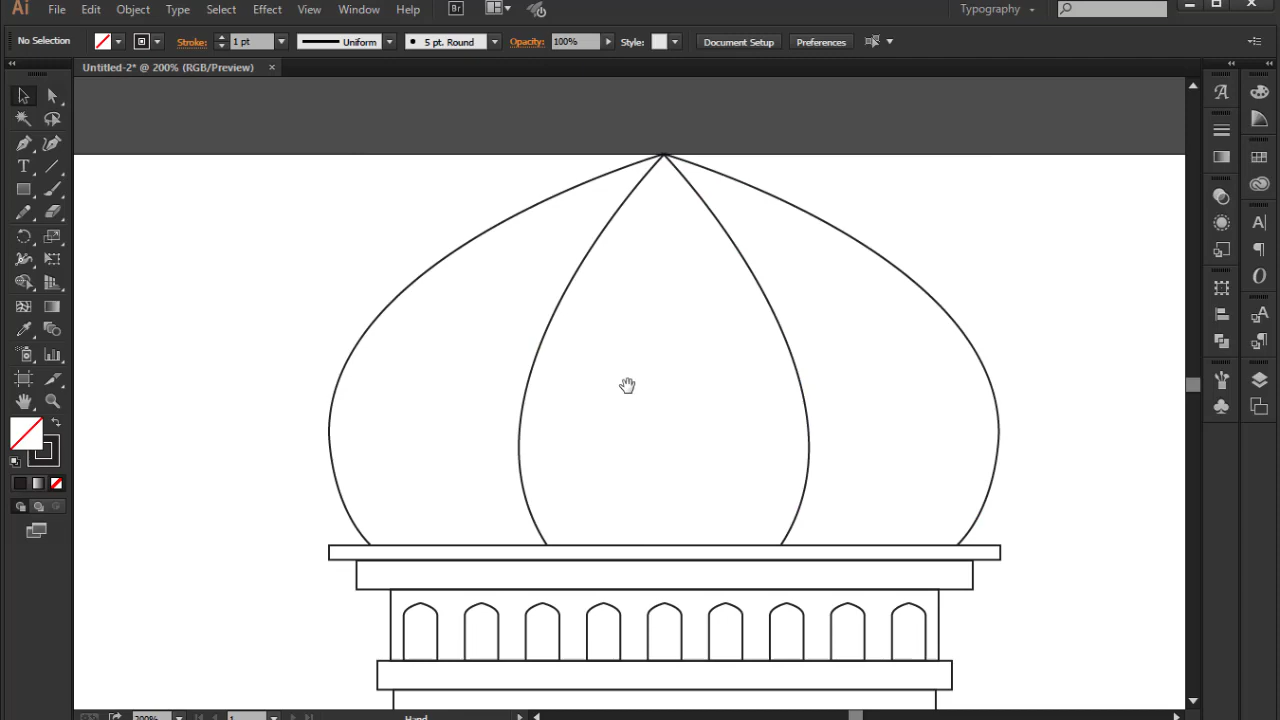 Ai File Edit Object Type Select Effect View Window Help Br Typography
No Selection Stroke: 1 pt Uniform 5 pt. Round Opacity: 100% Style: Document Setup Preferences
Untitled-2* @ 200% (RGB/Preview) ×
200% 1 Hand